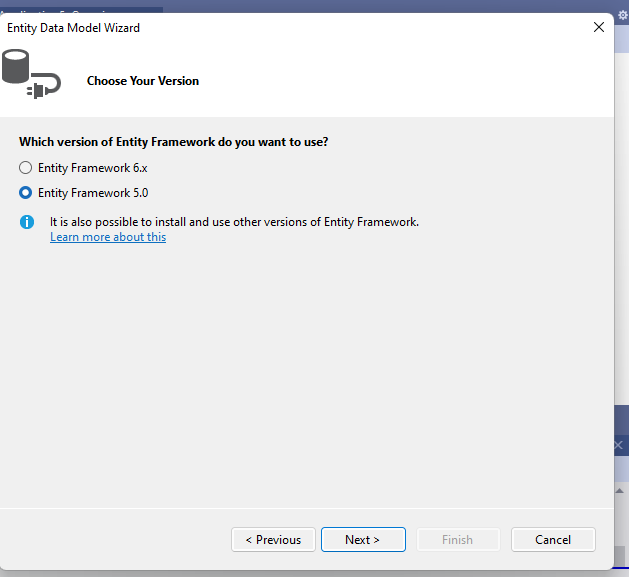 Entity Data Model Wizard
Choose Your Version
Which version of Entity Framework do you want to use?
Entity Framework 6.x
Entity Framework 5.0
It is also possible to install and use other versions of Entity Framework.
Learn more about this
< Previous
Next >
Finish
Cancel